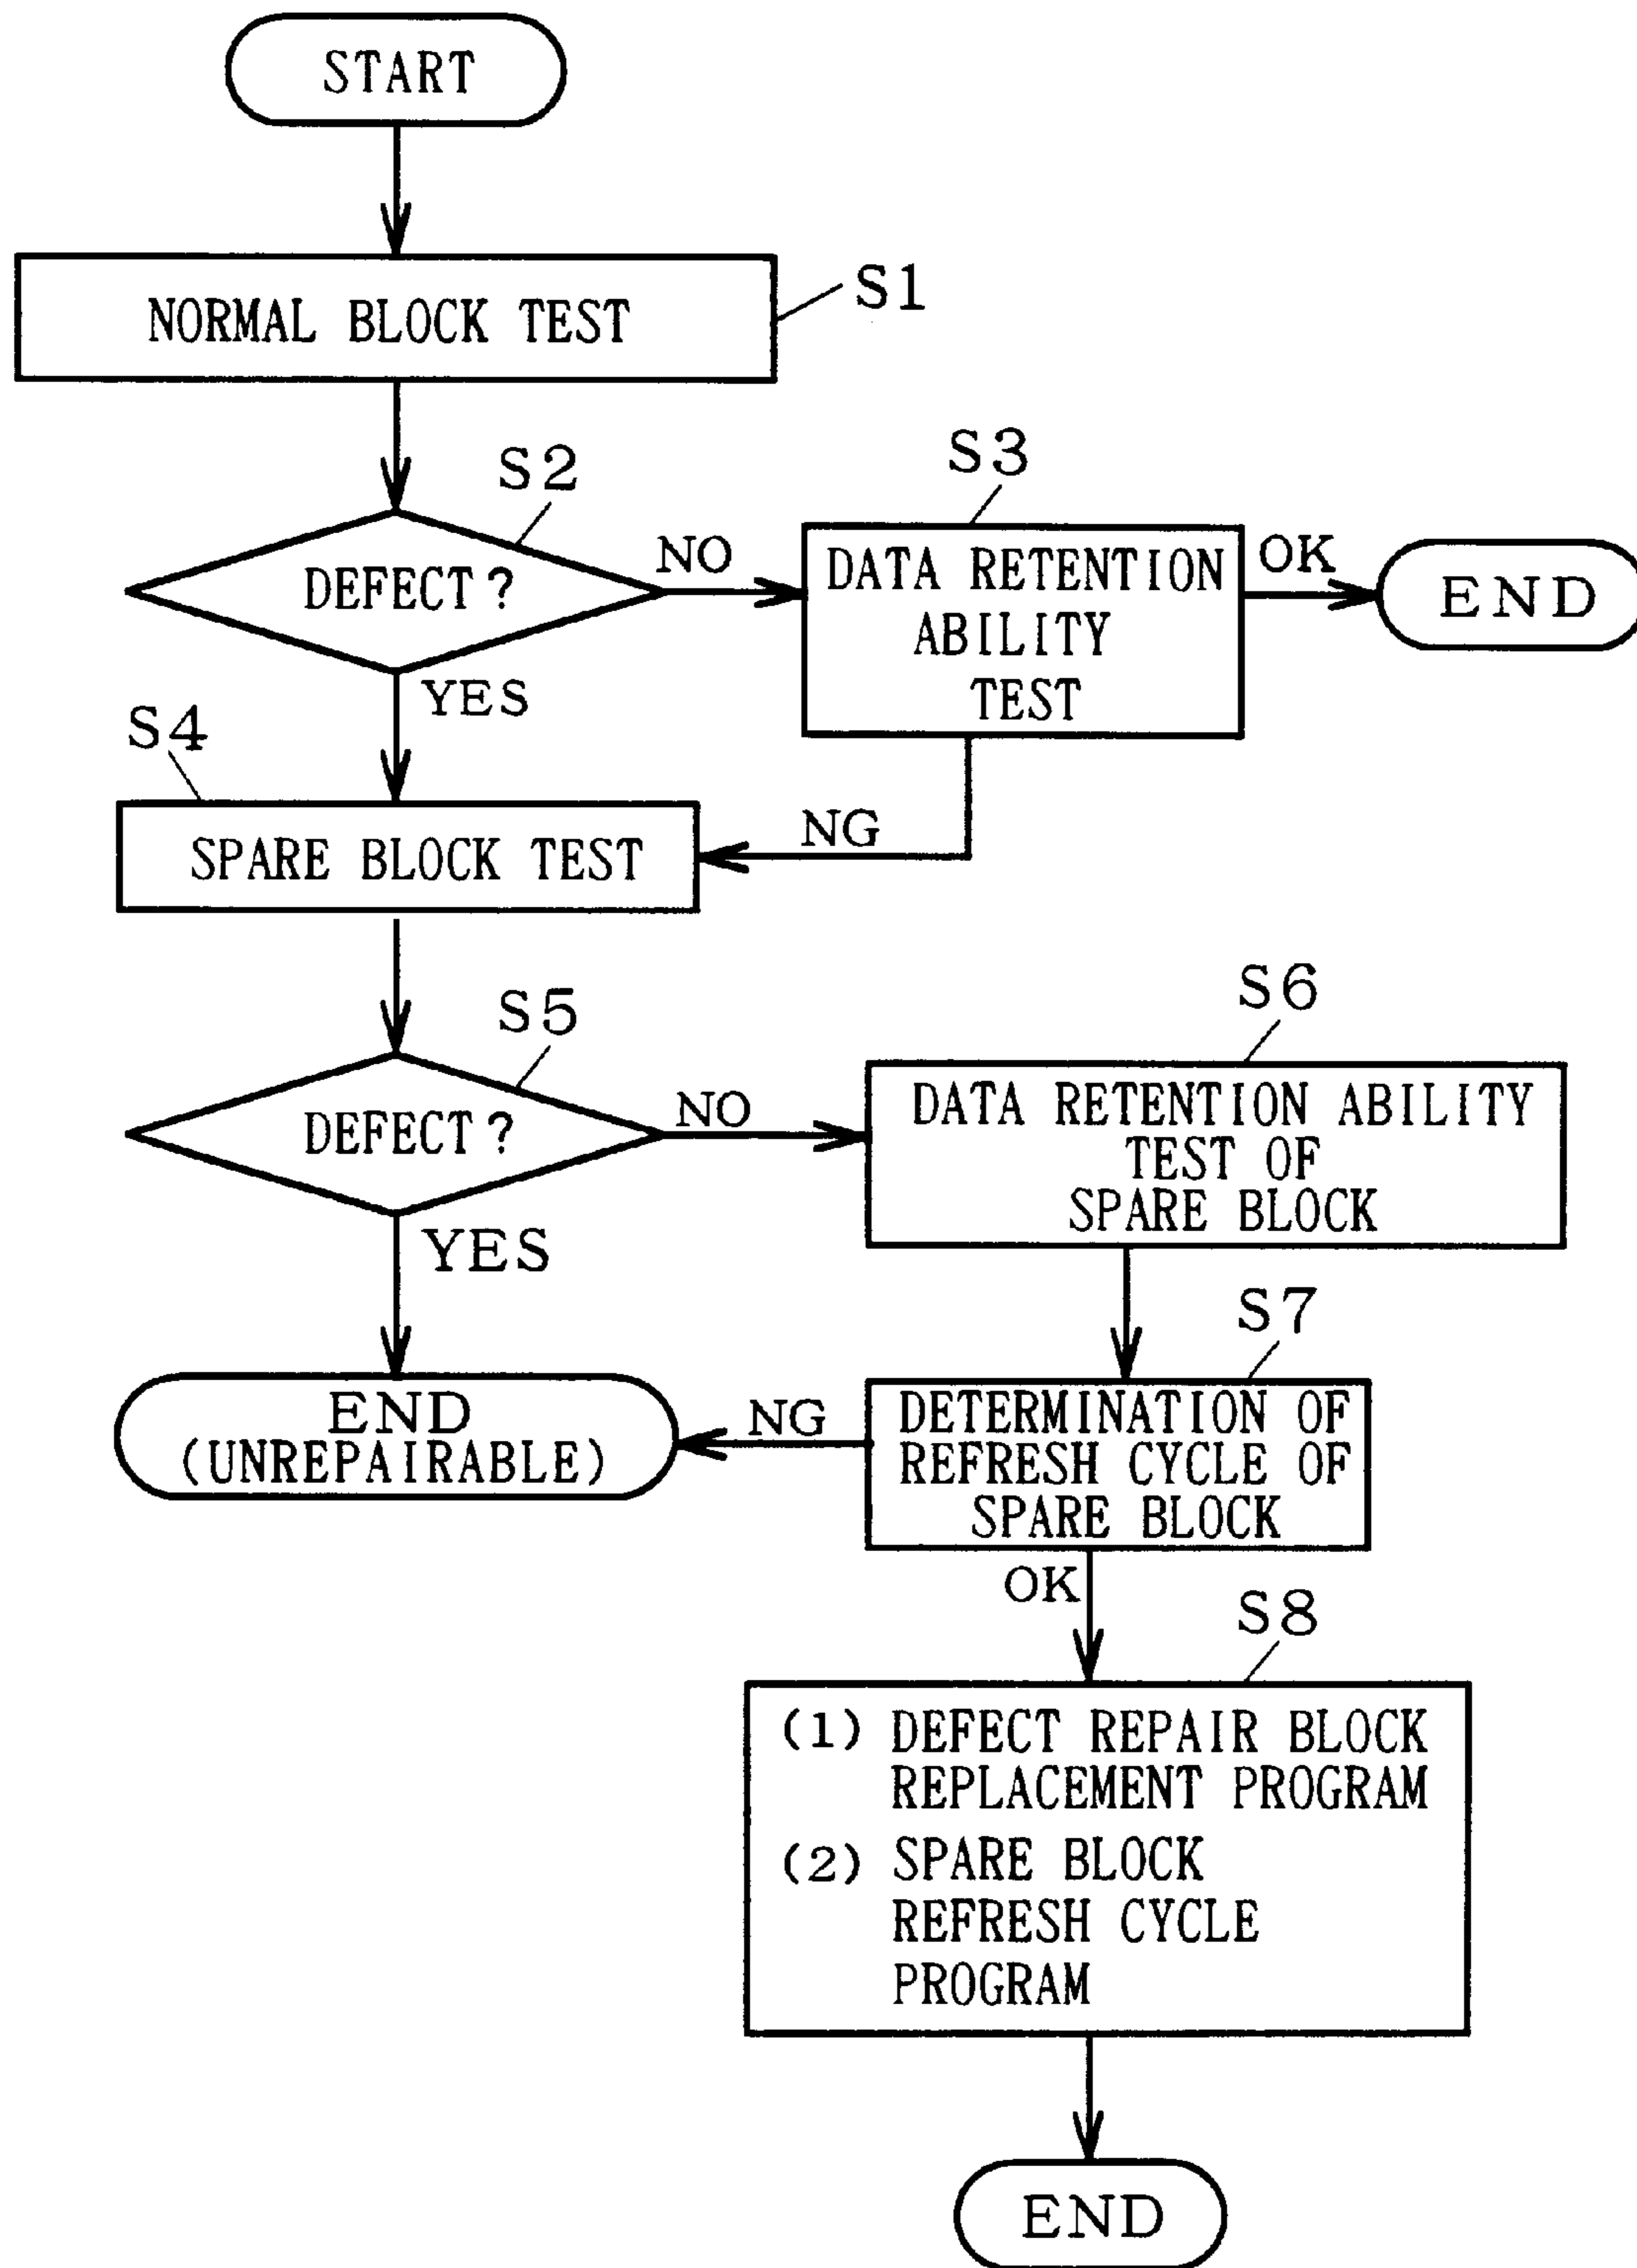 START
NORMAL BLOCK TEST
S1
S2
DEFECT?
NO
YES
S3
DATA RETENTION
ABILITY
TEST
OK
END
NG
S4
SPARE BLOCK TEST
S5
DEFECT?
NO
YES
S6
DATA RETENTION ABILITY
TEST OF
SPARE BLOCK
S7
DETERMINATION OF
REFRESH CYCLE OF
SPARE BLOCK
NG
END
(UNREPAIRABLE)
OK
S8
(1) DEFECT REPAIR BLOCK
REPLACEMENT PROGRAM
(2) SPARE BLOCK
REFRESH CYCLE
PROGRAM
END